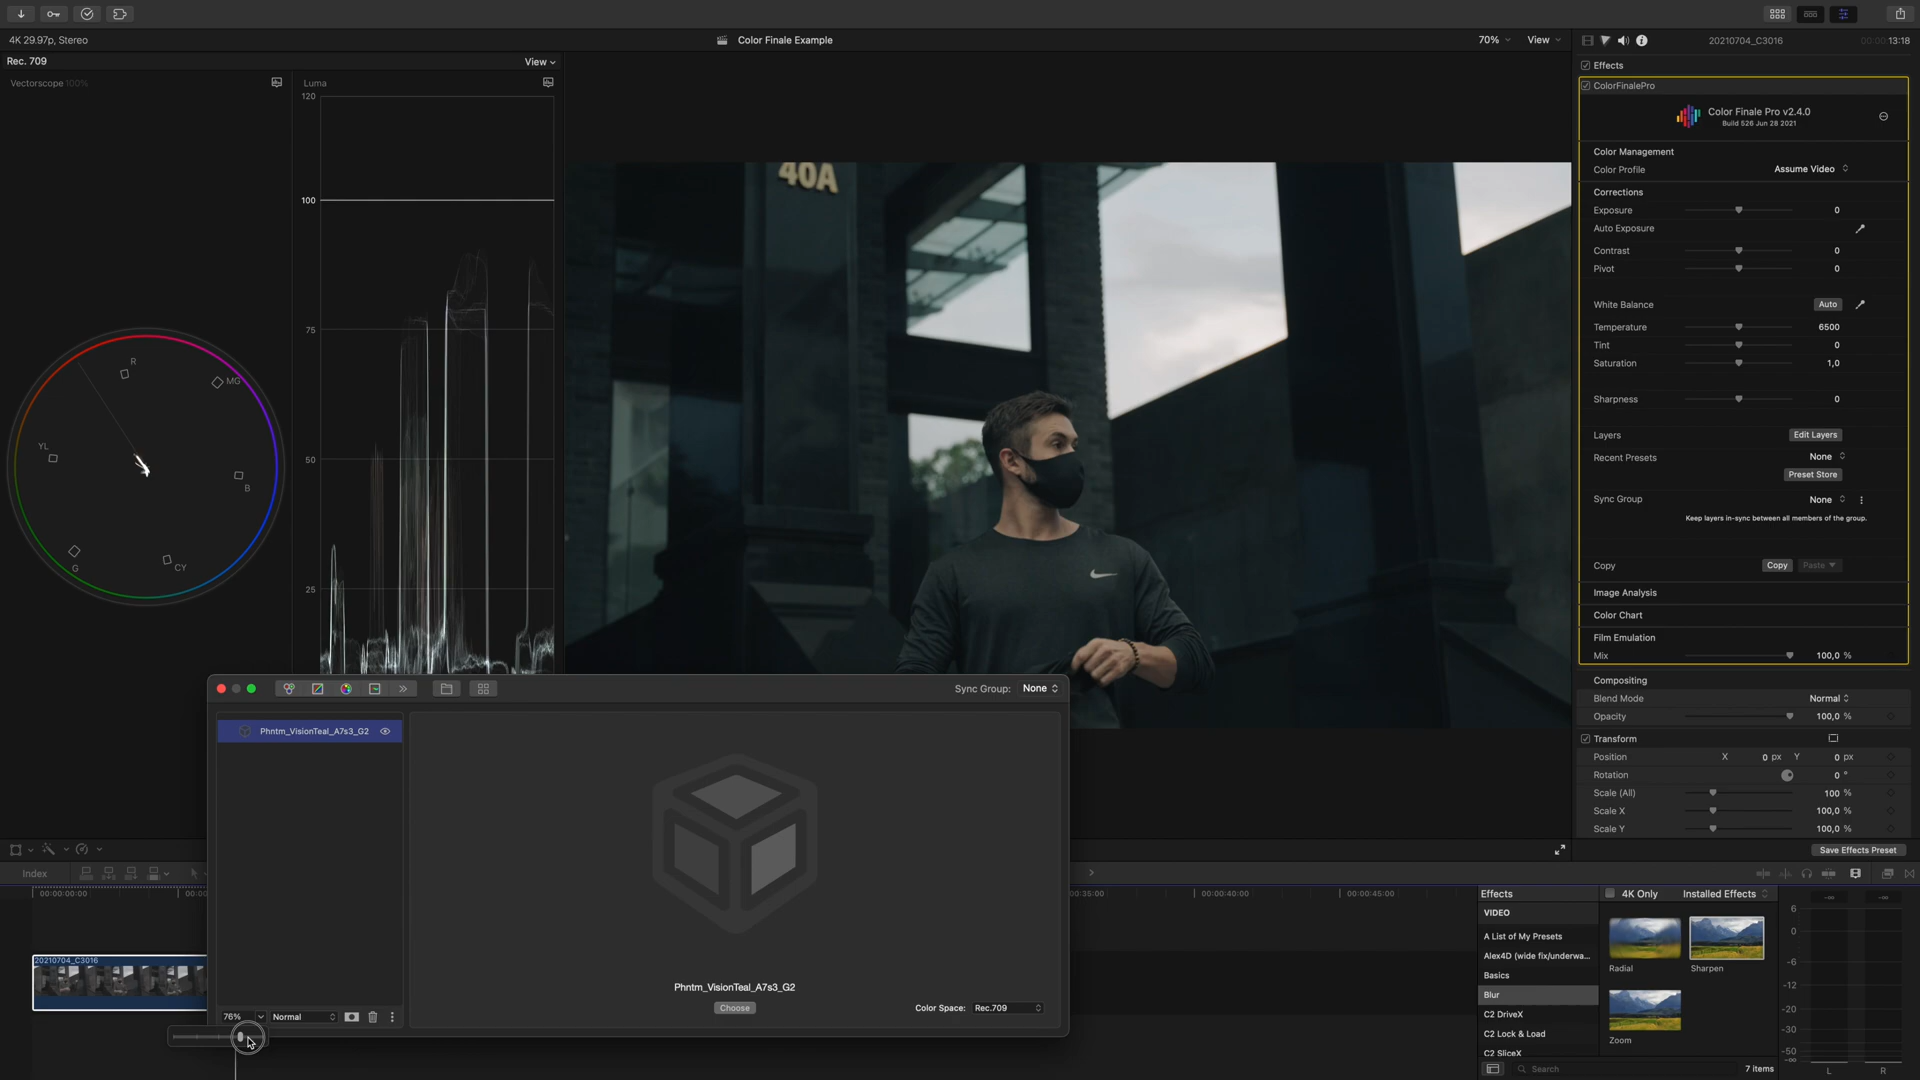 4K 29.97p, Stereo
Color Finale Example
70%
View
20210704_C3016
00:00:13:18
Rec. 709
View
Vectorscope 100%
Luma
120
100
75
50
25
R
MG
YL
B
G
CY
40A
Effects
ColorFinalePro
Color Finale Pro v2.4.0
Build 526 Jun 28 2021
Color Management
Color Profile
Assume Video
Corrections
Exposure
0
Auto Exposure
Contrast
0
Pivot
0
White Balance
Auto
Temperature
6500
Tint
0
Saturation
1,0
Sharpness
0
Layers
Edit Layers
Recent Presets
None
Preset Store
Sync Group
None
Keep layers in-sync between all members of the group.
Copy
Copy
Paste
Image Analysis
Color Chart
Film Emulation
Mix
100,0 %
Compositing
Blend Mode
Normal
Opacity
100,0 %
Transform
Position
X
0 px
Y
0 px
Rotation
0 °
Scale (All)
100 %
Scale X
100,0 %
Scale Y
100,0 %
Save Effects Preset
Sync Group:
None
Phntm_VisionTeal_A7s3_G2
Phntm_VisionTeal_A7s3_G2
Choose
Color Space:
Rec.709
76%
Normal
Index
00:00:00:00
00:00:40:00
00:00:45:00
20210704_C3016
Effects
4K Only
Installed Effects
VIDEO
A List of My Presets
Alex4D (wide fix/underwa...
Basics
Blur
C2 DriveX
C2 Lock & Load
C2 SliceX
Radial
Sharpen
Zoom
Search
7 items
6
0
-6
-12
-20
-30
-50
-∞
L
R